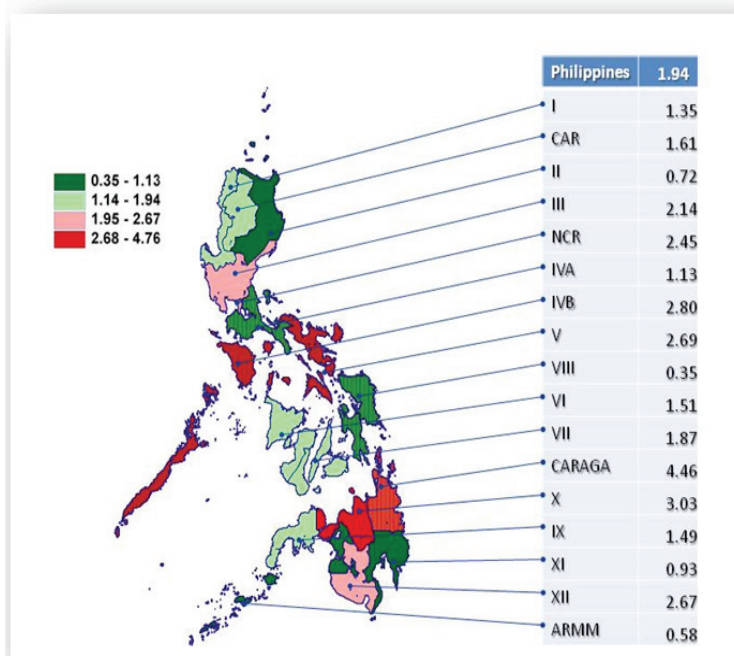 Philippines 1.94
I 1.35
CAR 1.61
II 0.72
III 2.14
NCR 2.45
IVA 1.13
IVB 2.80
V 2.69
VIII 0.35
VI 1.51
VII 1.87
CARAGA 4.46
X 3.03
IX 1.49
XI 0.93
XII 2.67
ARMM 0.58
0.35 - 1.13
1.14 - 1.94
1.95 - 2.67
2.68 - 4.76